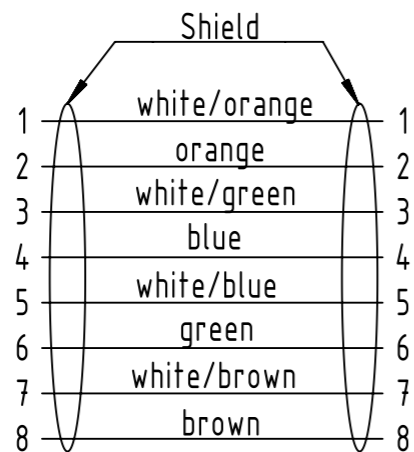 Shield
1 white/orange 1
2 orange 2
3 white/green 3
4 blue 4
5 white/blue 5
6 green 6
7 white/brown 7
8 brown 8